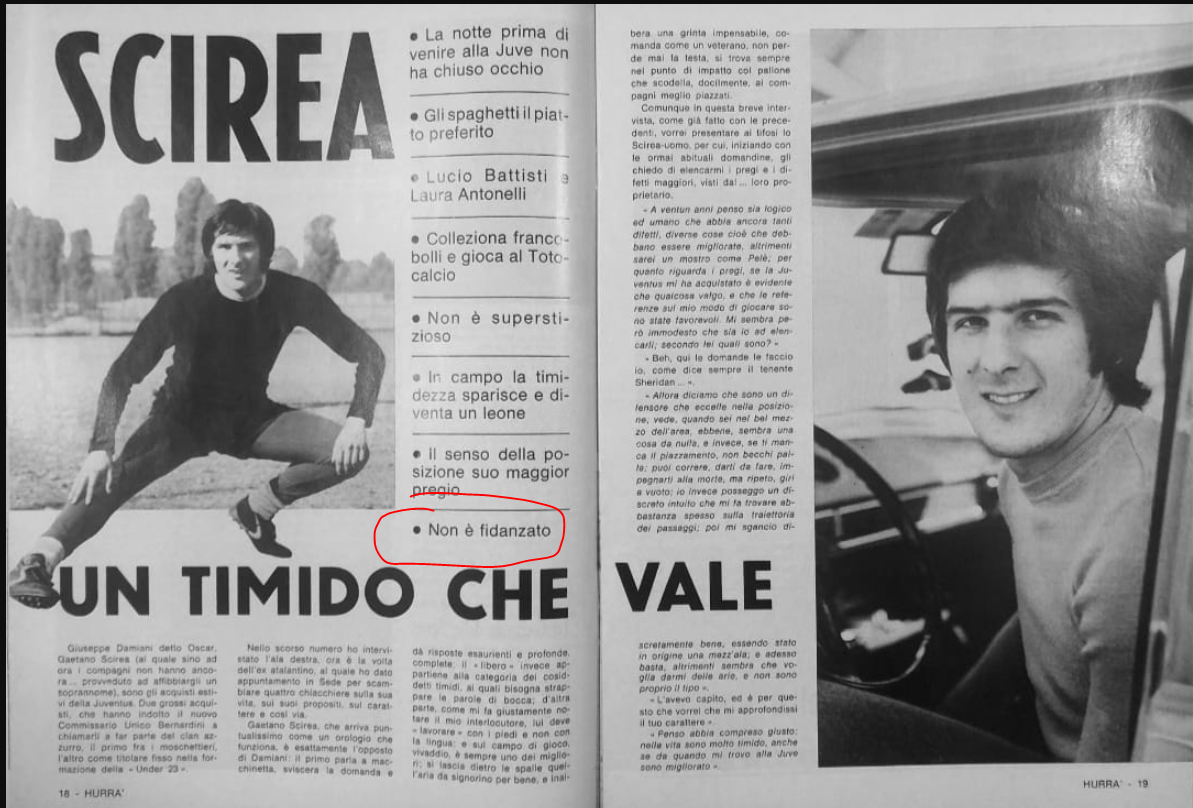 SCIREA
• La notte prima di
venire alla Juve non
ha chiuso occhio
• Gli spaghetti il piat-
to preferito
• Lucio Battisti e
Laura Antonelli
• Colleziona franco-
bolli e gioca al Toto-
calcio
• Non è supersti-
zioso
• In campo la timi-
dezza sparisce e di-
venta un leone
• Il senso della po-
sizione suo maggior
pregio
• Non è fidanzato
UN TIMIDO CHE VALE
Giuseppe Damiani detto Oscar,
Gaetano Scirea (al quale sino ad
ora i compagni non hanno anco-
ra ... provveduto ad affibbiargli un
soprannome), sono gli acquisti esti-
vi della Juventus. Due grossi acqui-
sti, che hanno indotto il nuovo
Commissario Unico Bernardini a
chiamarli a far parte del clan az-
zurro, il primo fra i moschettieri,
l'altro come titolare fisso nella for-
mazione della « Under 23 ».
Nello scorso numero ho intervi-
stato l'ala destra, ora è la volta
dell'ex atalantino, al quale ho dato
appuntamento in Sede per scam-
biare quattro chiacchiere sulla sua
vita, sui suoi propositi, sul carat-
tere e così via.
Gaetano Scirea, che arriva pun-
tualissimo come un orologio che
funziona, è esattamente l'opposto
di Damiani: il primo parla a mac-
chinetta, sviscera la domanda e
dà risposte esaurienti e profonde,
complete; il « libero » invece ap-
partiene alla categoria dei cosid-
detti timidi, ai quali bisogna strap-
pare le parole di bocca; d'altra
parte, come mi fa giustamente no-
tare il mio interlocutore, lui deve
« lavorare » con i piedi e non con
la lingua; e sul campo di gioco,
vivaddio, è sempre uno dei miglio-
ri; si lascia dietro le spalle quel-
l'aria da signorino per bene, e inal-
bera una grinta impensabile, co-
manda come un veterano, non per-
de mai la testa, si trova sempre
nel punto di impatto col pallone
che scodella, docilmente, ai com-
pagni meglio piazzati.
Comunque in questa breve inter-
vista, come già fatto con le prece-
denti, vorrei presentare ai tifosi lo
Scirea-uomo, per cui, iniziando con
le ormai abituali domandine, gli
chiedo di elencarmi i pregi e i di-
fetti maggiori, visti dal ... loro pro-
prietario.
« A ventun anni penso sia logico
ed umano che abbia ancora tanti
difetti, diverse cose cioè che deb-
bano essere migliorate, altrimenti
sarei un mostro come Pelè; per
quanto riguarda i pregi, se la Ju-
ventus mi ha acquistato è evidente
che qualcosa valgo, e che le refe-
renze sul mio modo di giocare so-
no state favorevoli. Mi sembra pe-
rò immodesto che sia io ad elen-
carli; secondo lei quali sono? »
« Beh, qui le domande le faccio
io, come dice sempre il tenente
Sheridan ... ».
« Allora diciamo che sono un di-
fensore che eccelle nella posizio-
ne, vede, quando sei nel bel mez-
zo dell'area, ebbene, sembra una
cosa da nulla, e invece, se ti man-
ca il piazzamento, non becchi pal-
la; puoi correre, darti da fare, im-
pegnarti alla morte, ma ripeto, giri
a vuoto; io invece posseggo un di-
screto intuito che mi fa trovare ab-
bastanza spesso sulla traiettoria
dei passaggi; poi mi sgancio di-
scretamente bene, essendo stato
in origine una mezz'ala; e adesso
basta, altrimenti sembra che vo-
glia darmi delle arie, e non sono
proprio il tipo ».
« L'avevo capito, ed è per que-
sto che vorrei che mi approfondissi
il tuo carattere ».
« Penso abbia compreso giusto:
nella vita sono molto timido, anche
se da quando mi trovo alla Juve
sono migliorato ».
18 - HURRA'
HURRA' - 19